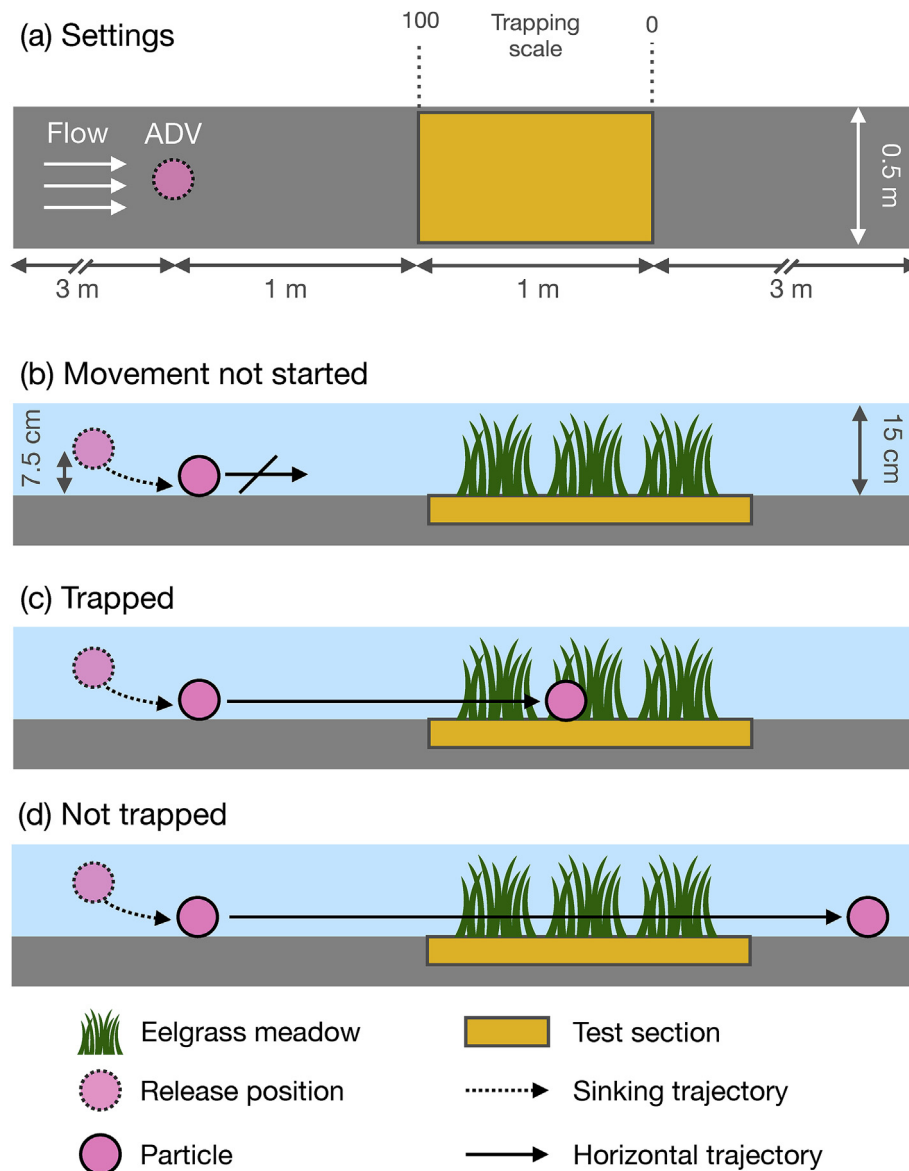 (a) Settings
100
Trapping
scale
0
Flow
ADV
0.5 m
3 m
1 m
1 m
3 m
(b) Movement not started
7.5 cm
15 cm
(c) Trapped
(d) Not trapped
Eelgrass meadow
Test section
Release position
Sinking trajectory
Particle
Horizontal trajectory